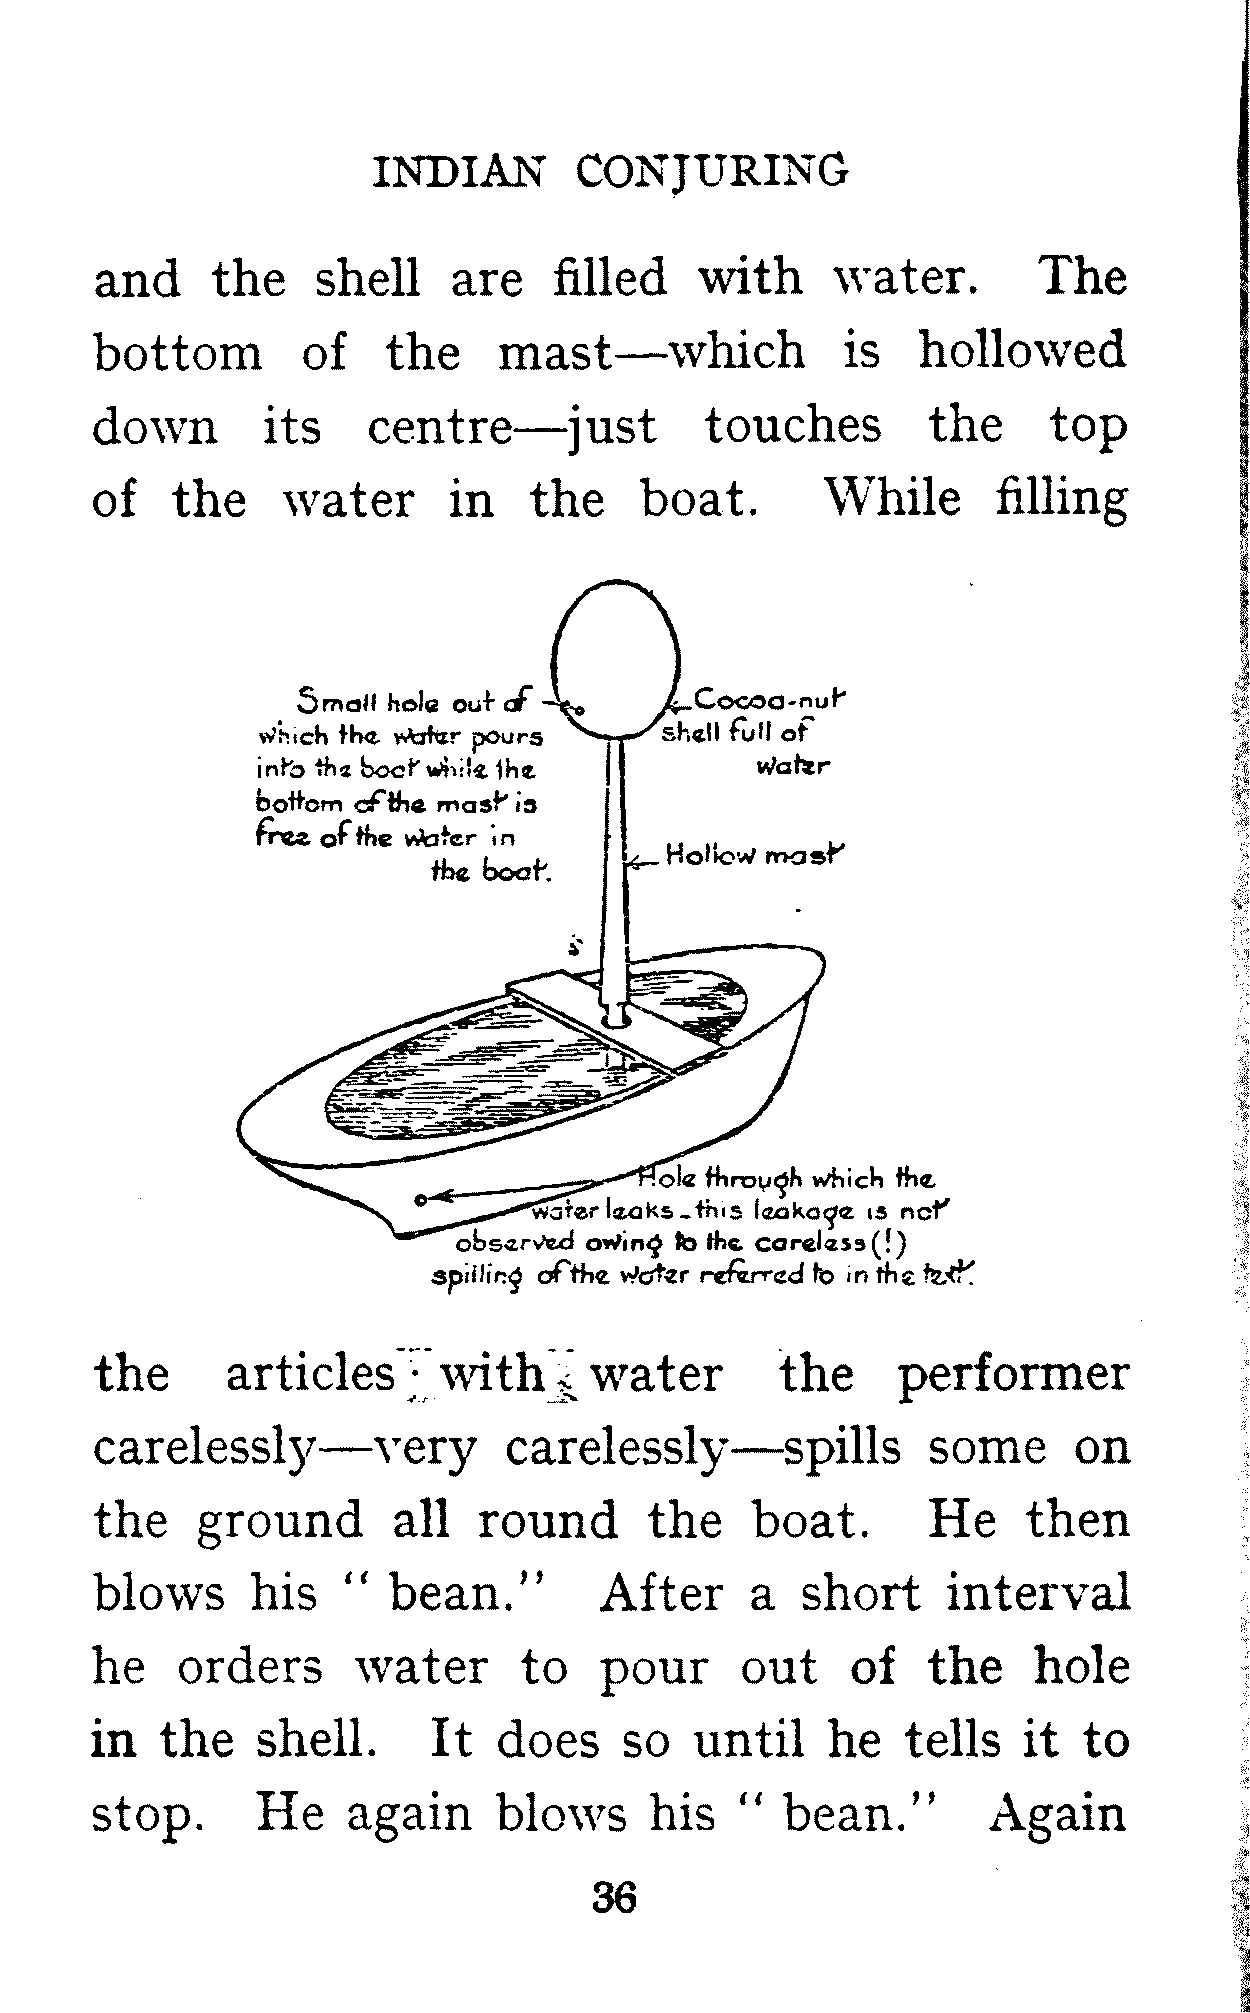 INDIAN CONJURING
and the shell are filled with water. The
bottom of the mast—which is hollowed
down its centre—just touches the top
of the water in the boat. While filling
Small hole out of
which the water pours
into the boat while the
bottom of the mast is
free of the water in
the boat.
Cocoa-nut
shell full of
water
Hollow mast
Hole through which the
water leaks - this leakage is not
observed owing to the careless (!)
spilling of the water referred to in the text.
the articles with water the performer
carelessly—very carelessly—spills some on
the ground all round the boat. He then
blows his “ bean.” After a short interval
he orders water to pour out of the hole
in the shell. It does so until he tells it to
stop. He again blows his “ bean.” Again
36